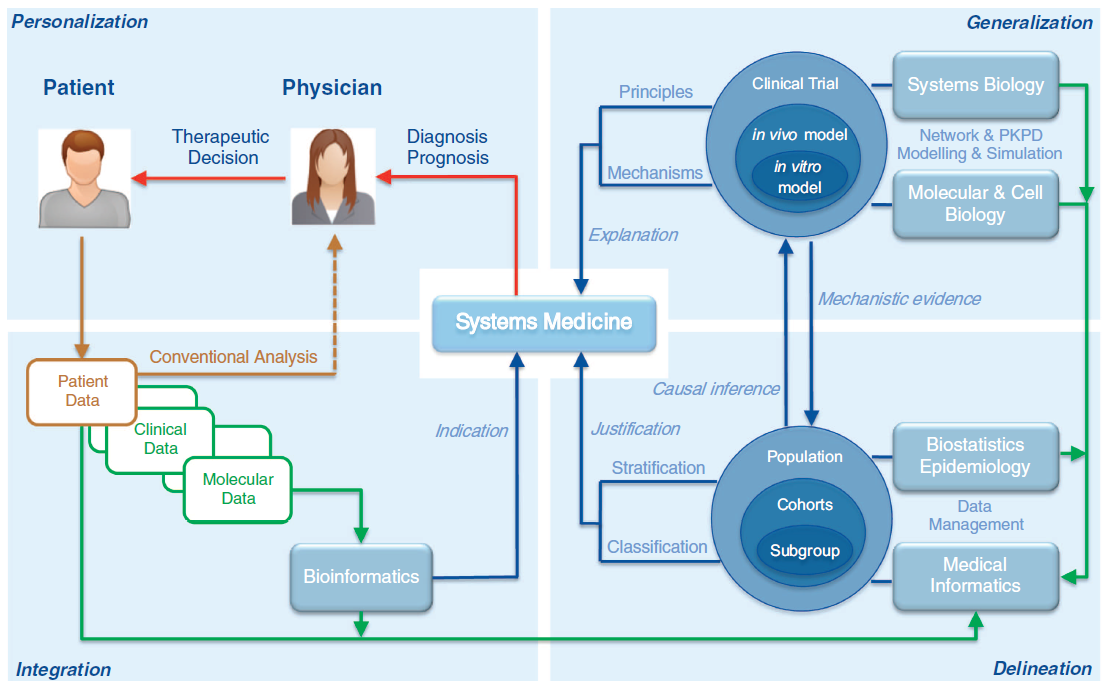 Personalization
Generalization
Patient
Physician
Therapeutic
Decision
Diagnosis
Prognosis
Principles
Mechanisms
Explanation
Clinical Trial
in vivo model
in vitro
model
Systems Biology
Network & PKPD
Modelling & Simulation
Molecular & Cell
Biology
Mechanistic evidence
Systems Medicine
Conventional Analysis
Patient
Data
Clinical
Data
Molecular
Data
Bioinformatics
Indication
Causal inference
Justification
Stratification
Classification
Population
Cohorts
Subgroup
Biostatistics
Epidemiology
Data
Management
Medical
Informatics
Integration
Delineation